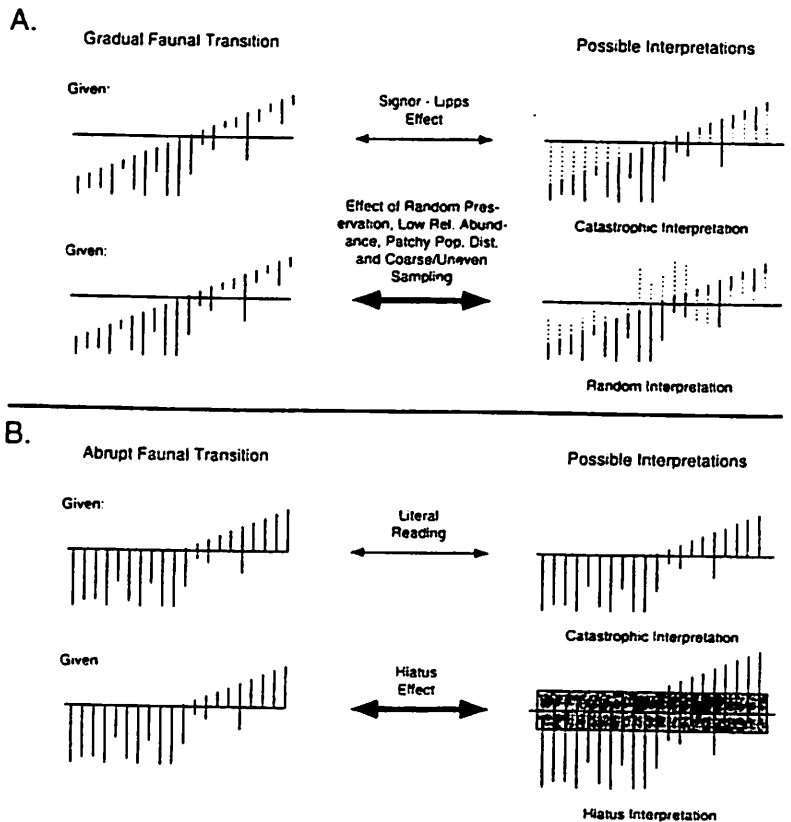 A.
Gradual Faunal Transition
Possible Interpretations
Given:
Signor - Lipps
Effect
Catastrophic Interpretation
Given:
Effect of Random Pres-
ervation, Low Rel. Abund-
ance, Patchy Pop. Dist.
and Coarse/Uneven
Sampling
Random Interpretation
B.
Abrupt Faunal Transition
Possible Interpretations
Given:
Literal
Reading
Catastrophic Interpretation
Given
Hiatus
Effect
Hiatus Interpretation